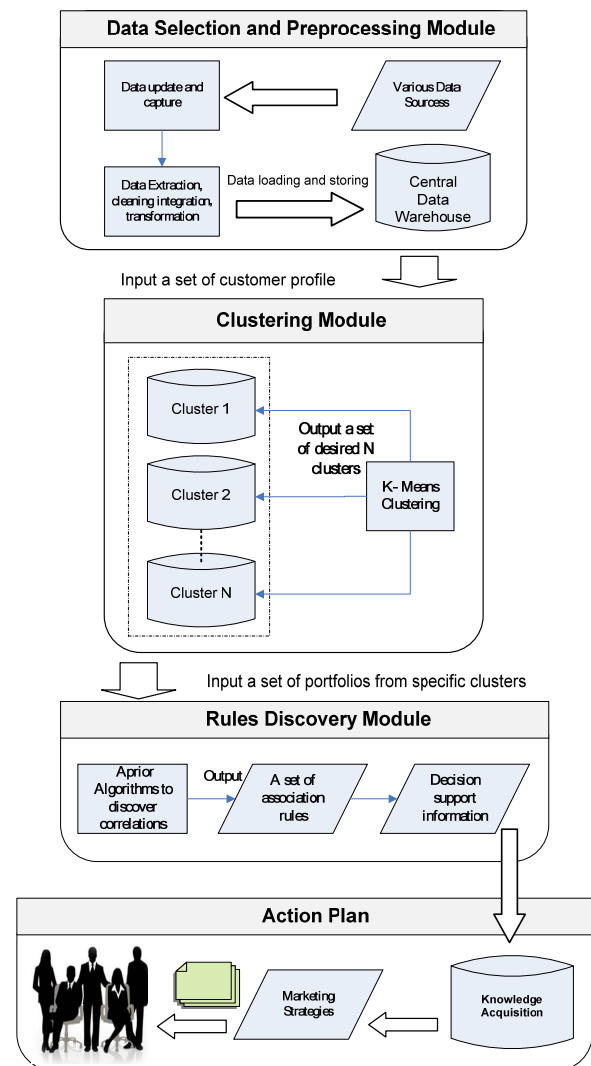 Data Selection and Preprocessing Module
Data update and
capture
Various Data
Sourcess
Data Extraction,
cleaning integration,
transformation
Data loading and storing
Central
Data
Warehouse
Input a set of customer profile
Clustering Module
Cluster 1
Output a set
of desired N
clusters
Cluster 2
K- Means
Clustering
Cluster N
Input a set of portfolios from specific clusters
Rules Discovery Module
Aprior
Algorithms to
discover
correlations
Output
A set of
association
rules
Decision
support
information
Action Plan
Marketing
Strategies
Knowledge
Acquisition